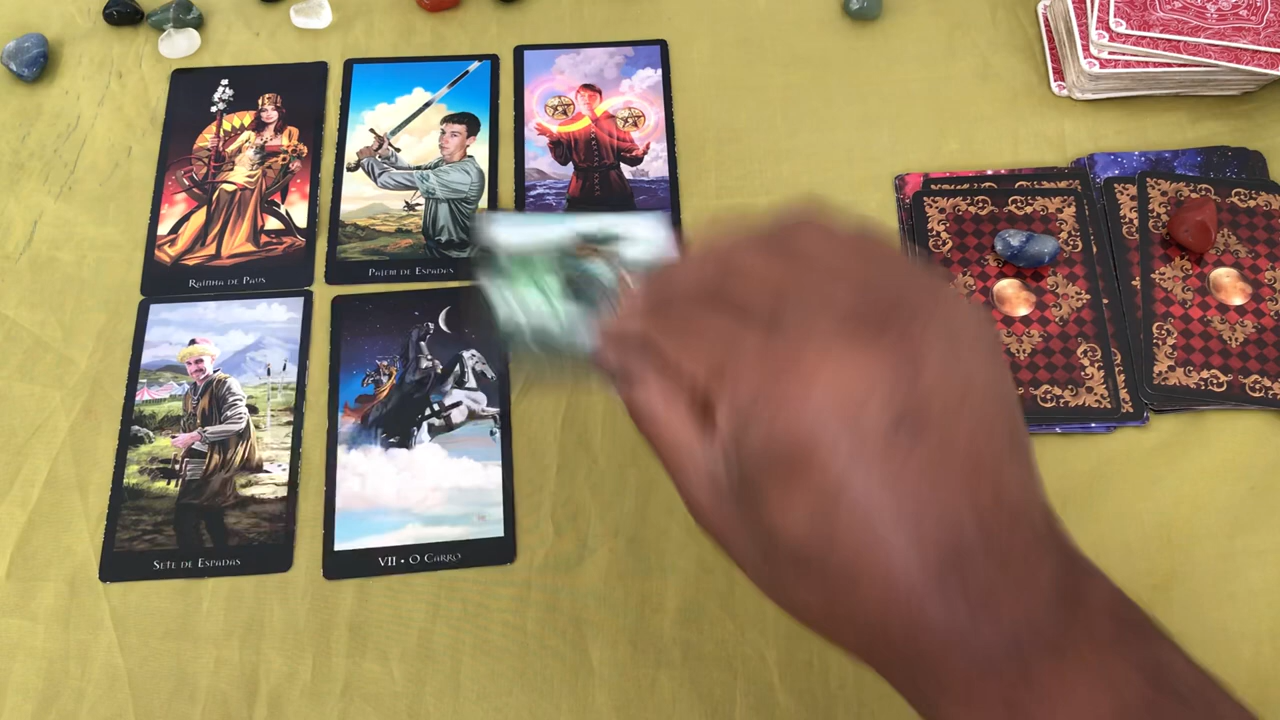 Rainha de Paus
Pajem de Espadas
Sete de Espadas
VII • O Carro